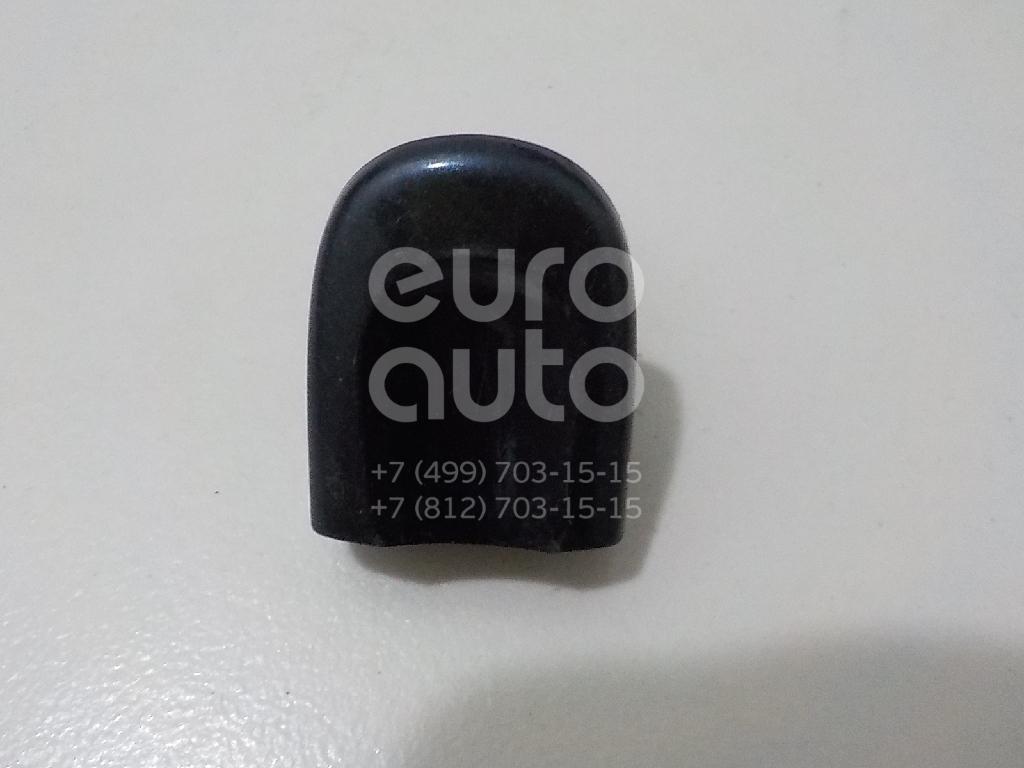 euro
auto
+7 (499) 703-15-15
+7 (812) 703-15-15